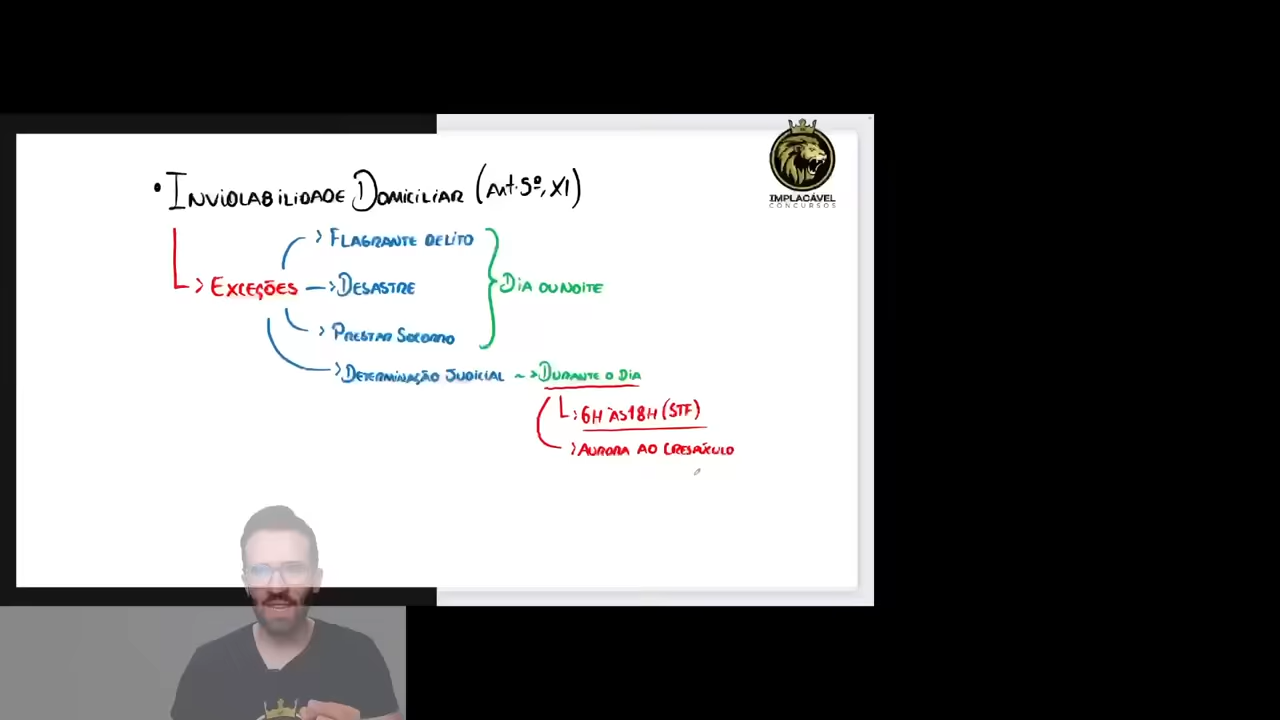 • Inviolabilidade Domiciliar (Art. 5º, XI)
IMPLACÁVEL
CONCURSOS
> Flagrante delito
> Exceções -> Desastre } Dia ou noite
> Prestar Socorro
> Determinação Judicial ~> Durante o dia
> 6h às 18h (STF)
> Aurora ao crepúculo